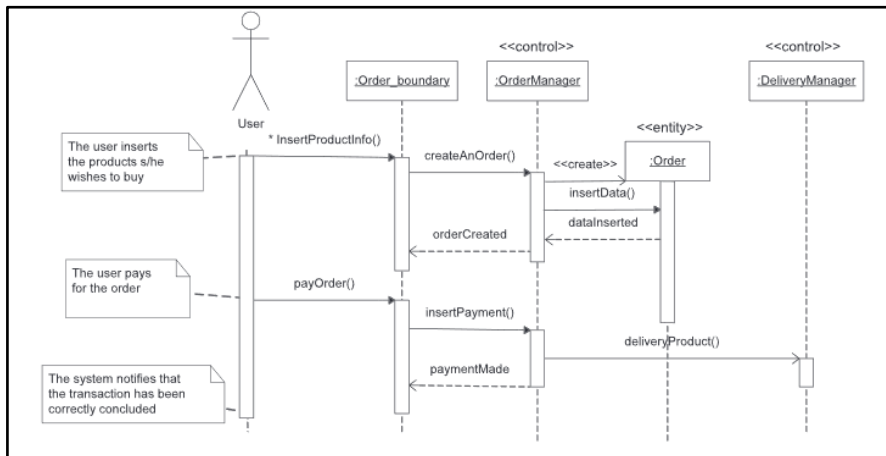 <<control>>
<<control>>
:Order_boundary
:OrderManager
:DeliveryManager
User
<<entity>>
* InsertProductInfo()
The user inserts
the products s/he
wishes to buy
createAnOrder()
<<create>>
:Order
insertData()
orderCreated
dataInserted
The user pays
for the order
payOrder()
insertPayment()
deliveryProduct()
paymentMade
The system notifies that
the transaction has been
correctly concluded